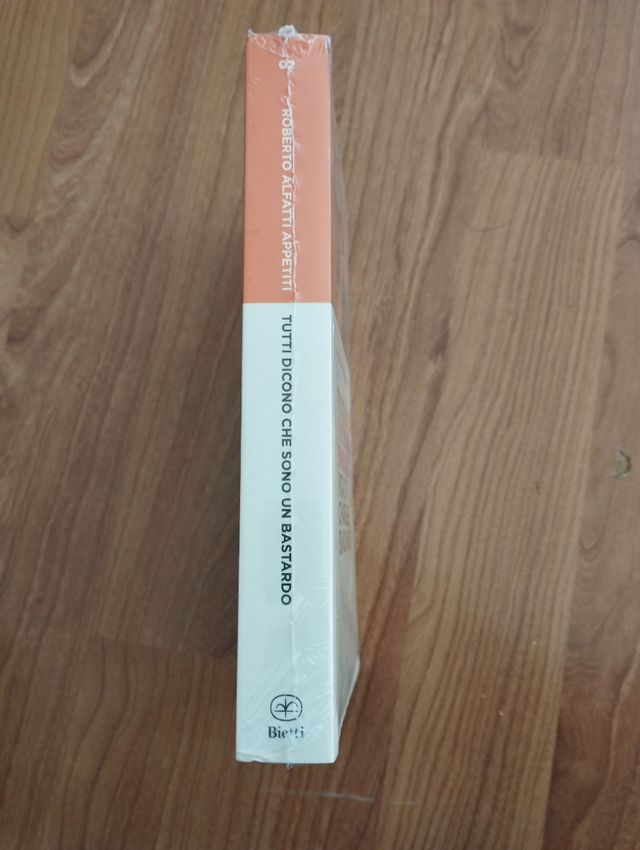 ROBERTO ALFATTI APPETITI
TUTTI DICONO CHE SONO UN BASTARDO
Bietti